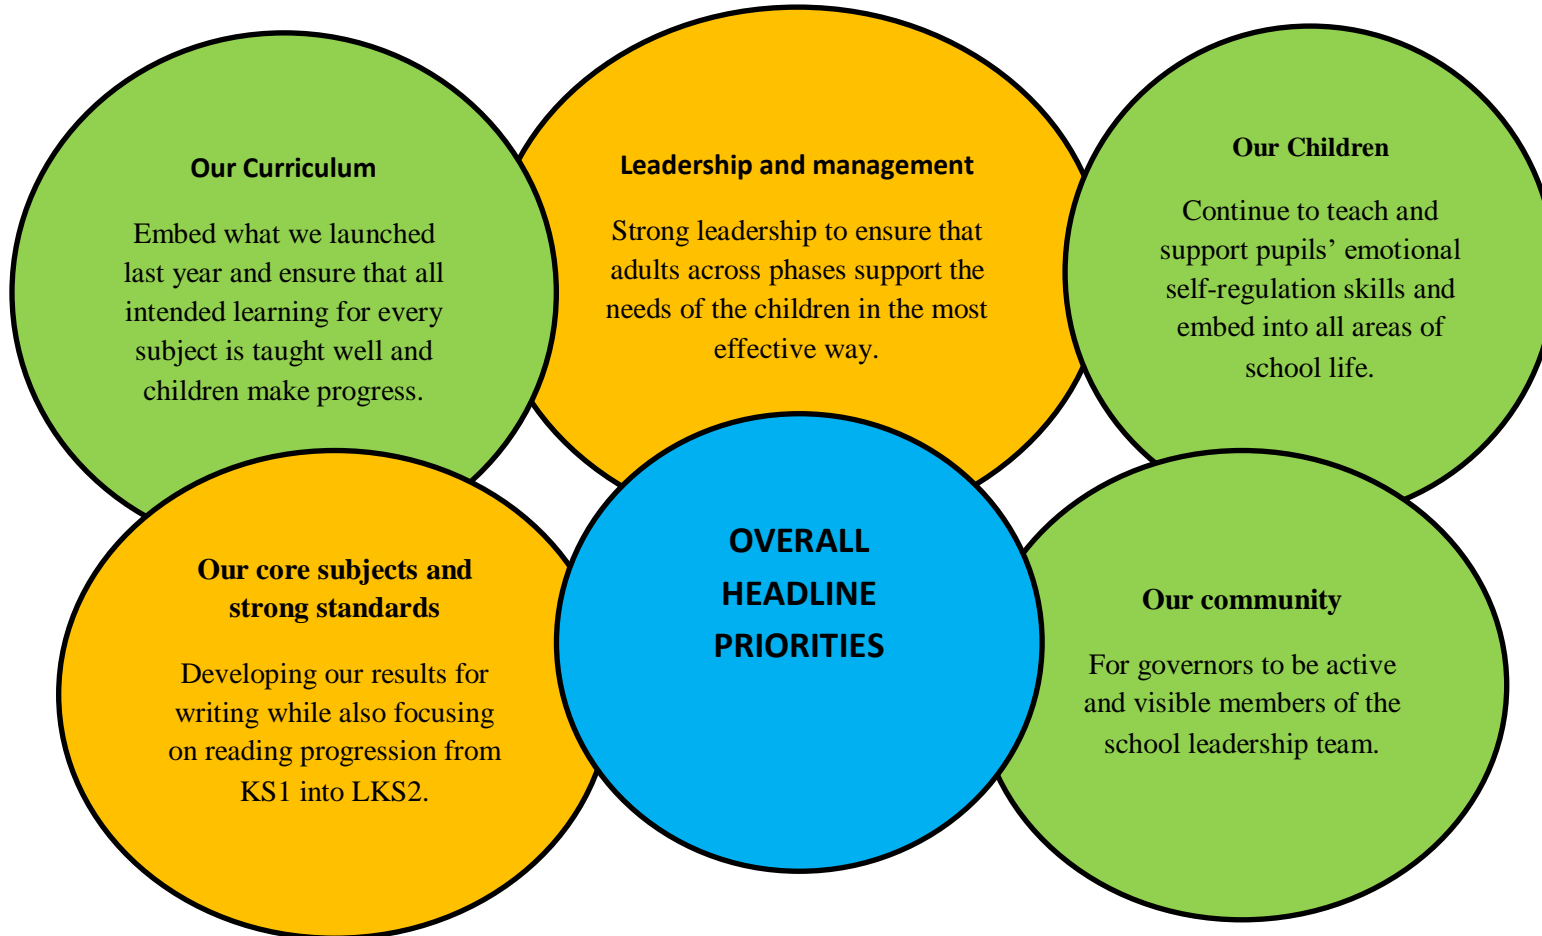 Our Curriculum
Embed what we launched
last year and ensure that all
intended learning for every
subject is taught well and
children make progress.
Leadership and management
Strong leadership to ensure that
adults across phases support the
needs of the children in the most
effective way.
Our Children
Continue to teach and
support pupils’ emotional
self-regulation skills and
embed into all areas of
school life.
Our core subjects and
strong standards
Developing our results for
writing while also focusing
on reading progression from
KS1 into LKS2.
OVERALL
HEADLINE
PRIORITIES
Our community
For governors to be active
and visible members of the
school leadership team.